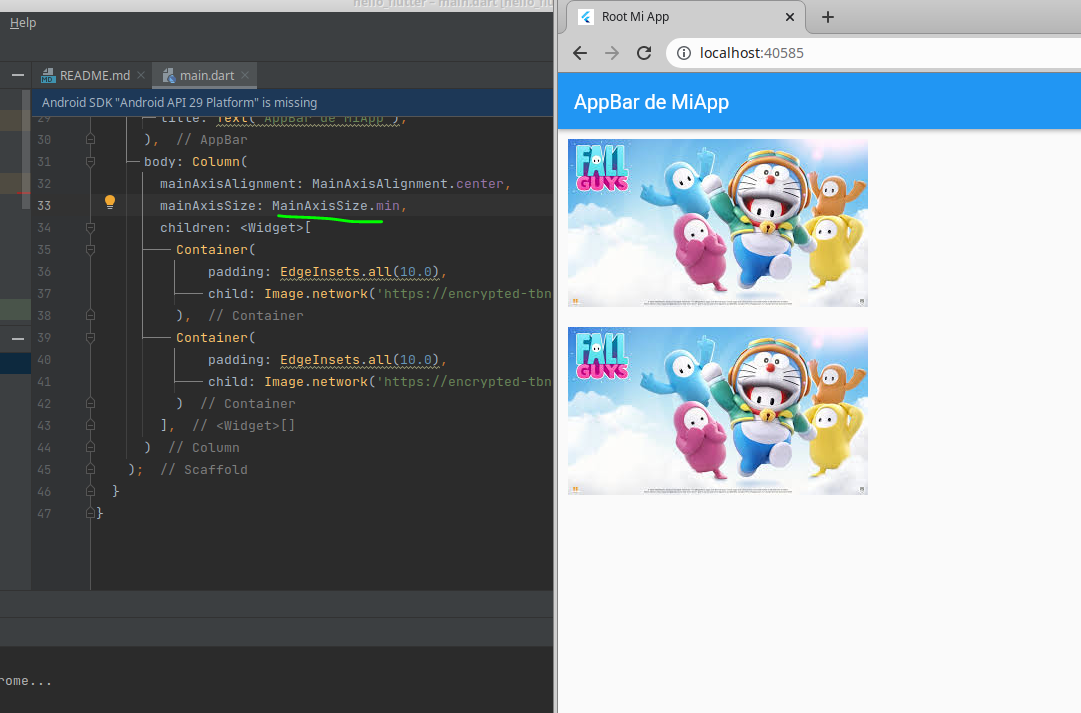 hello_flutter – main.dart [hello_flu
Help
README.md
main.dart
Android SDK "Android API 29 Platform" is missing
29 title: Text("AppBar de MiApp"),
30 ), // AppBar
31 body: Column(
32 mainAxisAlignment: MainAxisAlignment.center,
33 mainAxisSize: MainAxisSize.min,
34 children: <Widget>[
35 Container(
36 padding: EdgeInsets.all(10.0),
37 child: Image.network('https://encrypted-tbn
38 ), // Container
39 Container(
40 padding: EdgeInsets.all(10.0),
41 child: Image.network('https://encrypted-tbn
42 ) // Container
43 ], // <Widget>[]
44 ) // Column
45 ); // Scaffold
46 }
47 }
rome...
Root Mi App
localhost:40585
AppBar de MiApp
FALL
GUYS
FALL
GUYS